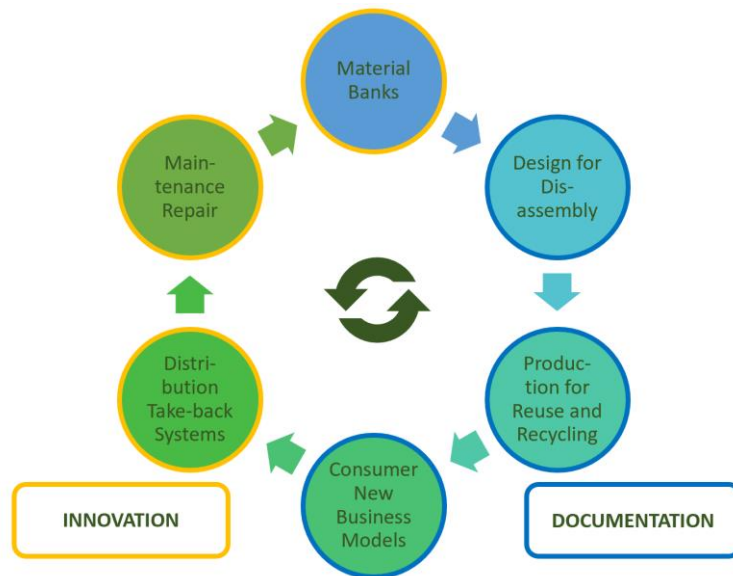 Material
Banks
Design for
Dis-
assembly
Produc-
tion for
Reuse and
Recycling
Consumer
New
Business
Models
Distri-
bution
Take-back
Systems
Main-
tenance
Repair
INNOVATION
DOCUMENTATION